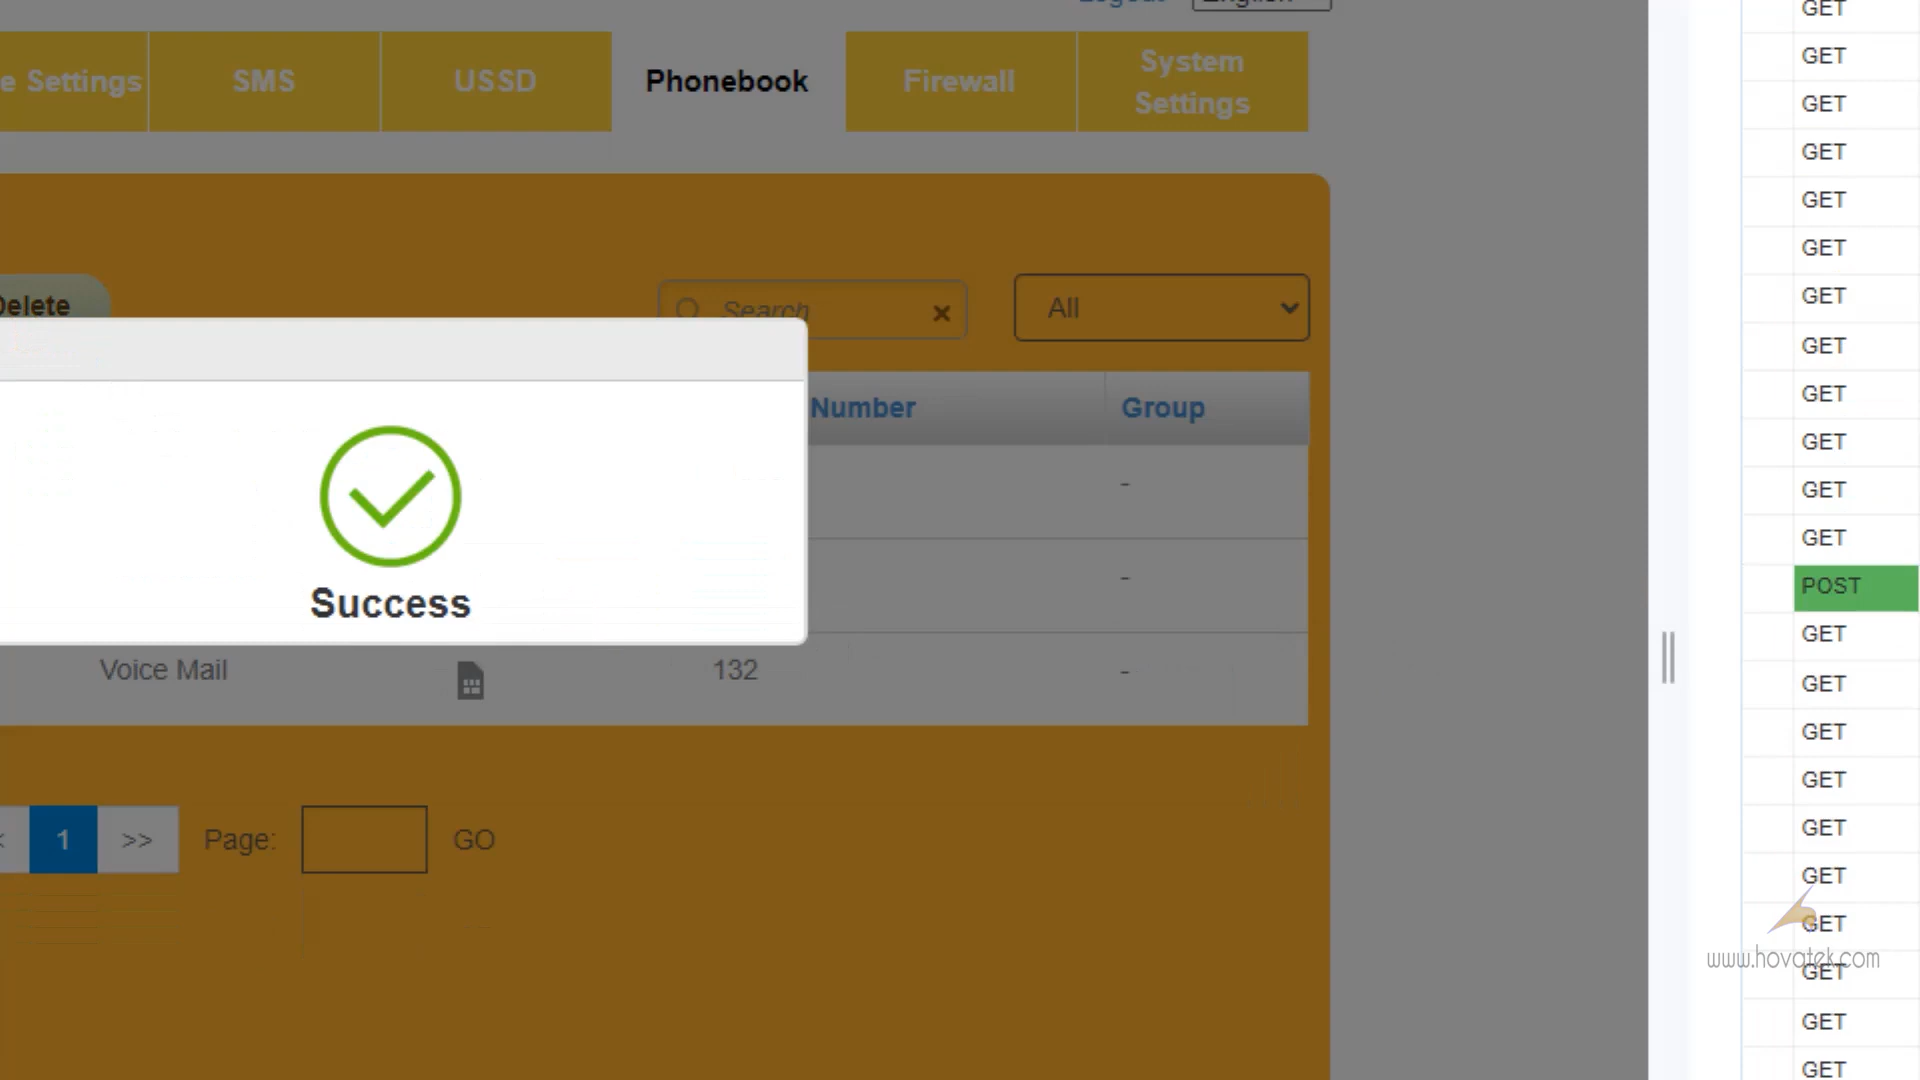 Logout English
e Settings
SMS
USSD
Phonebook
Firewall
System
Settings
Delete
Search
All
Number
Group
-
-
Success
Voice Mail
132
-
1
>>
Page:
GO
GET
GET
GET
GET
GET
GET
GET
GET
GET
GET
GET
GET
POST
GET
GET
GET
GET
GET
GET
GET
www.hovatek.com
GET
GET
GET